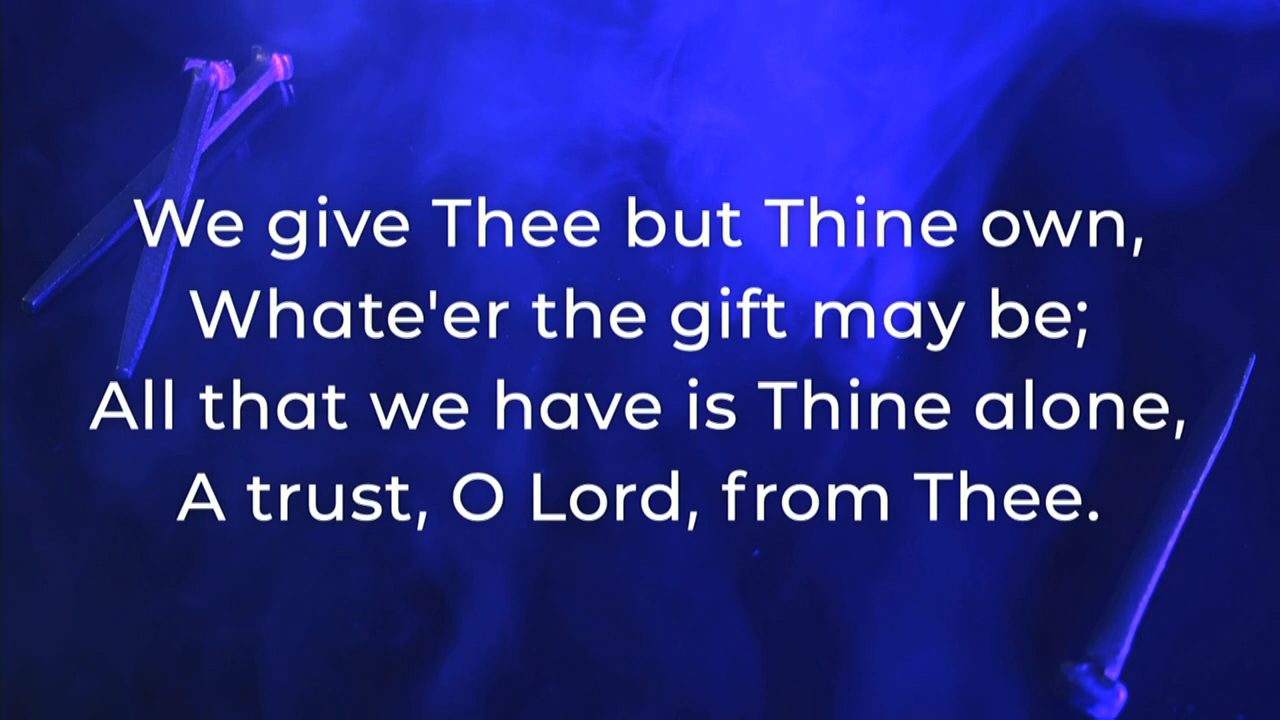 We give Thee but Thine own,
Whate'er the gift may be;
All that we have is Thine alone,
A trust, O Lord, from Thee.